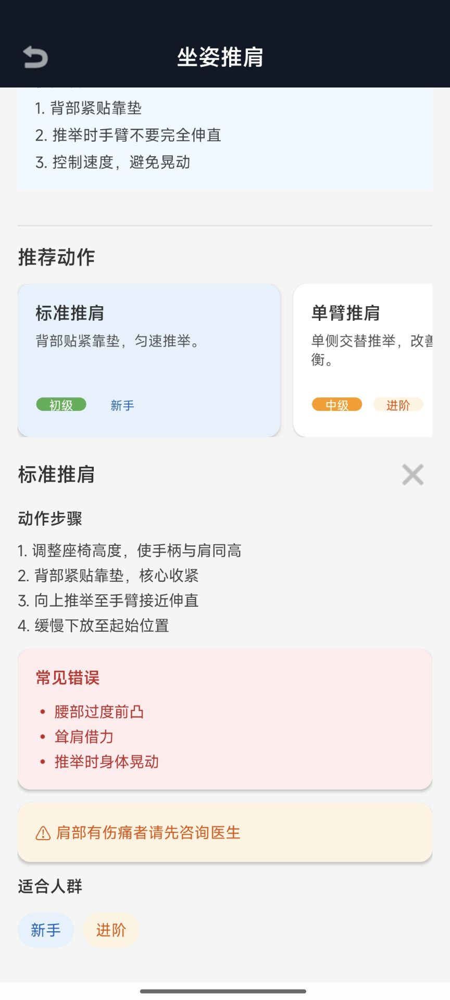 坐姿推肩
1. 背部紧贴靠垫
2. 推举时手臂不要完全伸直
3. 控制速度，避免晃动
推荐动作
标准推肩
背部贴紧靠垫，匀速推举。
初级
新手
单臂推肩
单侧交替推举，改善
衡。
中级
进阶
标准推肩
动作步骤
1. 调整座椅高度，使手柄与肩同高
2. 背部紧贴靠垫，核心收紧
3. 向上推举至手臂接近伸直
4. 缓慢下放至起始位置
常见错误
• 腰部过度前凸
• 耸肩借力
• 推举时身体晃动
⚠ 肩部有伤痛者请先咨询医生
适合人群
新手
进阶